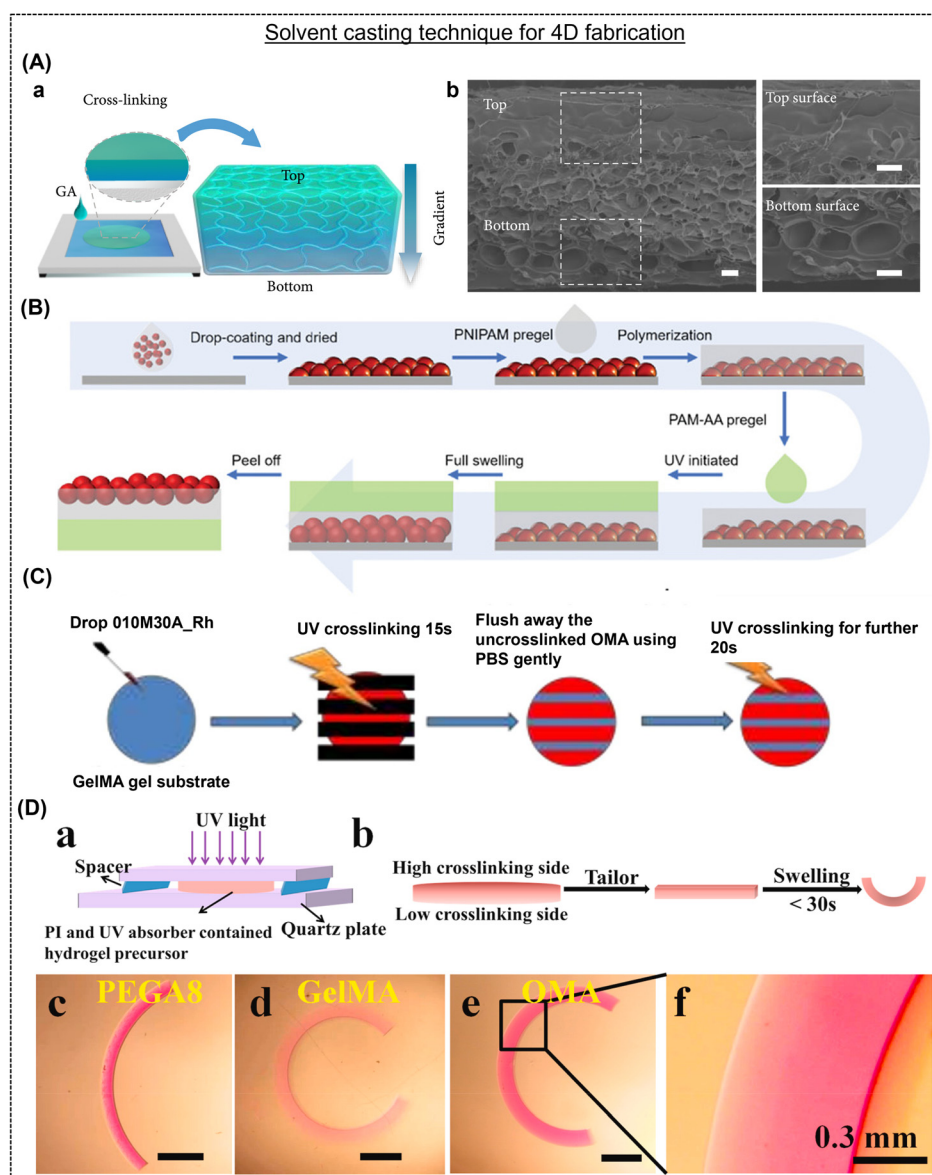 Solvent casting technique for 4D fabrication
(A)
a
Cross-linking
GA
Top
Bottom
Gradient
b
Top
Bottom
Top surface
Bottom surface
(B)
Drop-coating and dried
PNIPAM pregel
Polymerization
PAM-AA pregel
UV initiated
Full swelling
Peel off
(C)
Drop 010M30A_Rh
GelMA gel substrate
UV crosslinking 15s
Flush away the
uncrosslinked OMA using
PBS gently
UV crosslinking for further
20s
(D)
a
UV light
Spacer
Quartz plate
PI and UV absorber contained
hydrogel precursor
b
High crosslinking side
Low crosslinking side
Tailor
Swelling
< 30s
c
PEGA8
d
GelMA
e
OMA
f
0.3 mm